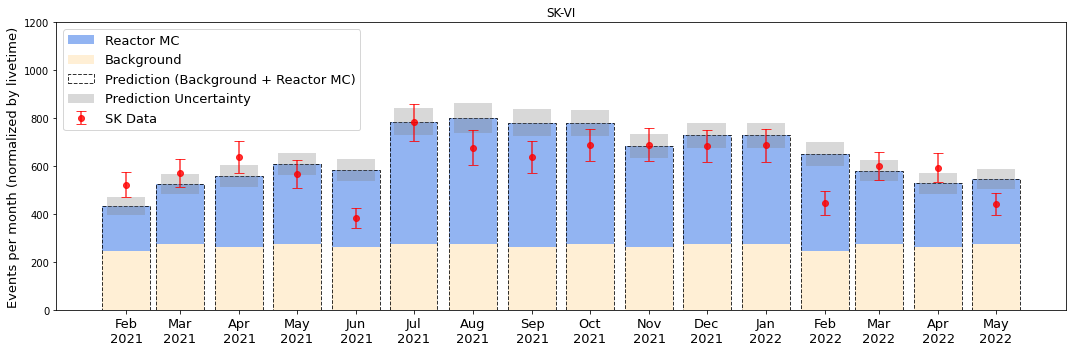 SK-VI
Events per month (normalized by livetime)
1200
1000
800
600
400
200
0
Reactor MC
Background
Prediction (Background + Reactor MC)
Prediction Uncertainty
SK Data
Feb Mar Apr May Jun Jul Aug Sep Oct Nov Dec Jan Feb Mar Apr May
2021 2021 2021 2021 2021 2021 2021 2021 2021 2021 2021 2022 2022 2022 2022 2022